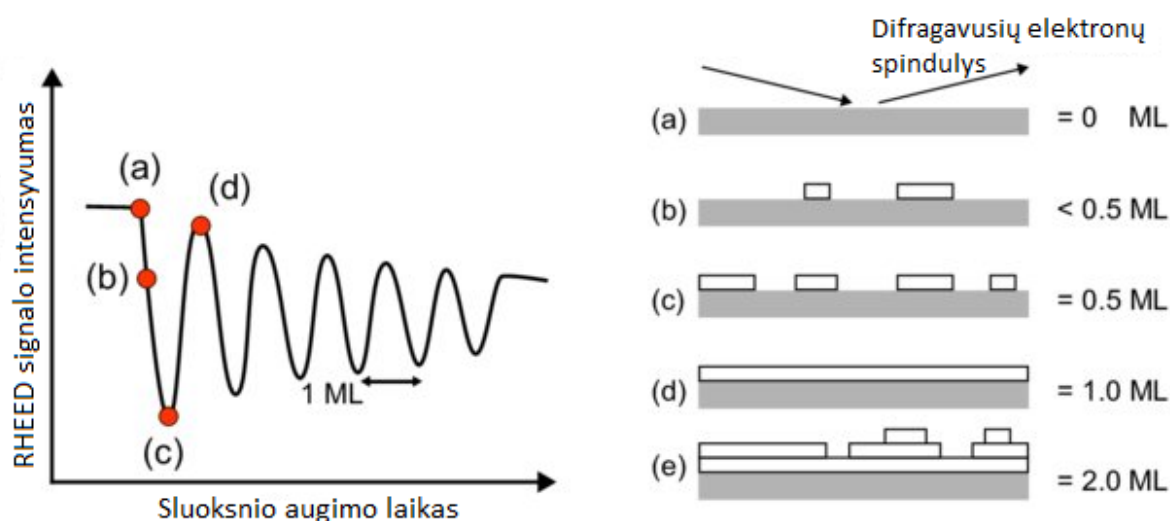 RHEED signalo intensyvumas
(a)
(d)
(b)
1 ML
(c)
Sluoksnio augimo laikas
Difragavusių elektronų
spindulys
(a) = 0 ML
(b) < 0.5 ML
(c) = 0.5 ML
(d) = 1.0 ML
(e) = 2.0 ML